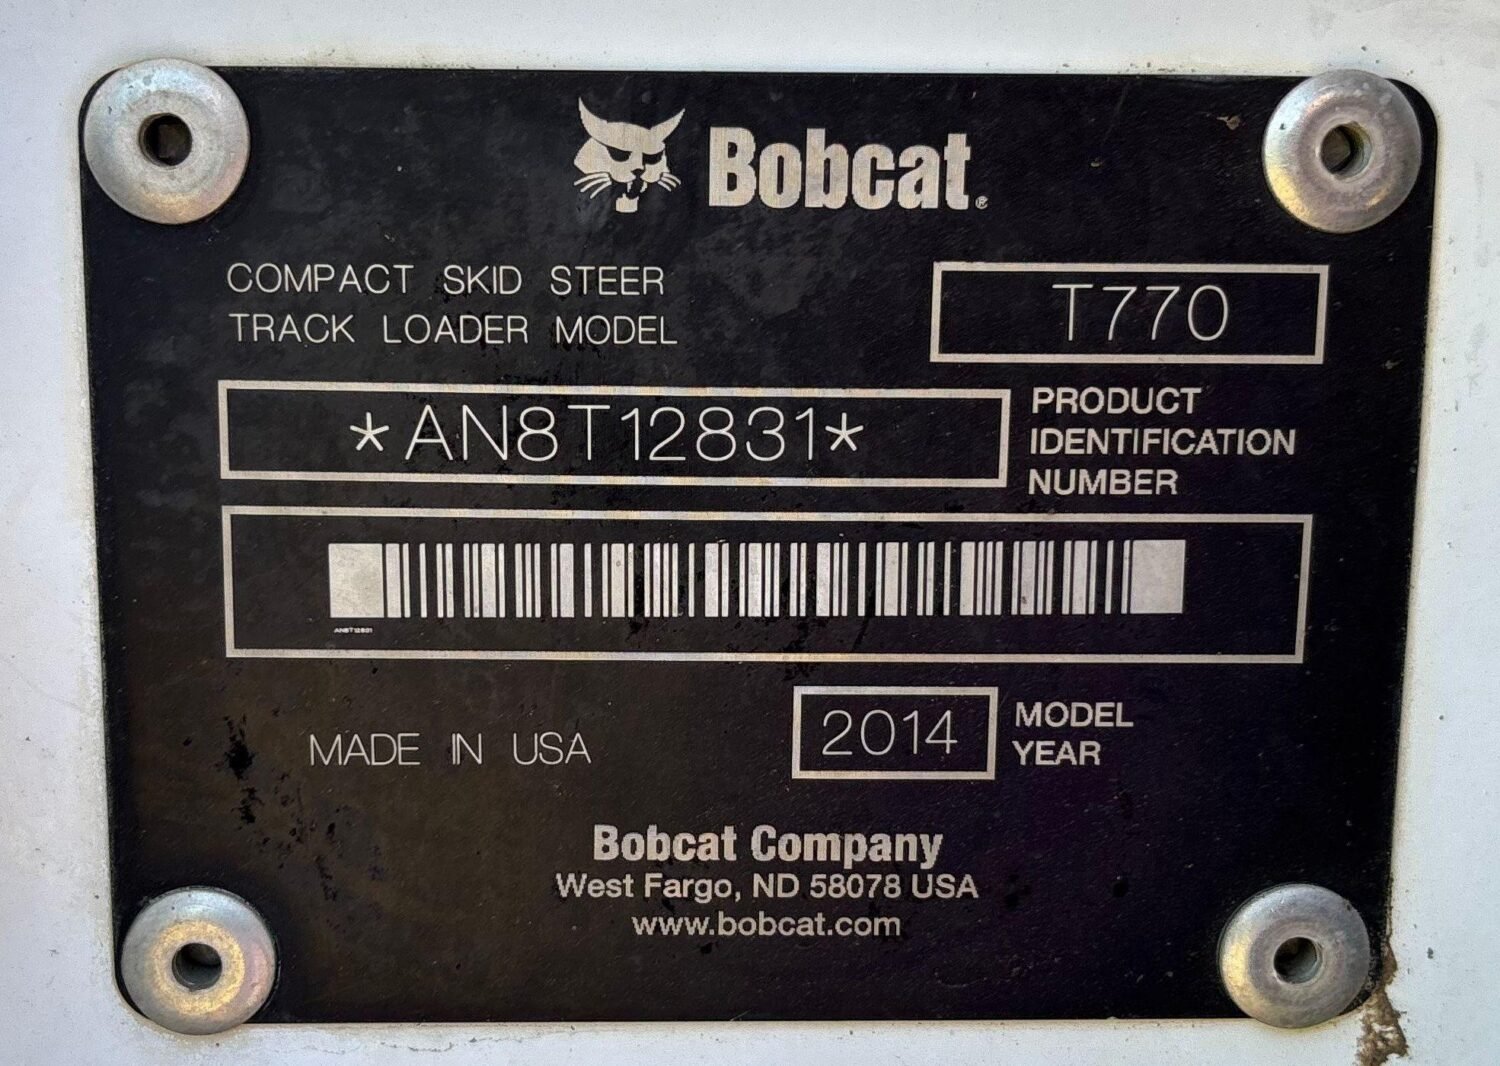 Bobcat®
COMPACT SKID STEER
TRACK LOADER MODEL
T770
*AN8T12831*
PRODUCT
IDENTIFICATION
NUMBER
AN8T12831
MADE IN USA
2014
MODEL
YEAR
Bobcat Company
West Fargo, ND 58078 USA
www.bobcat.com